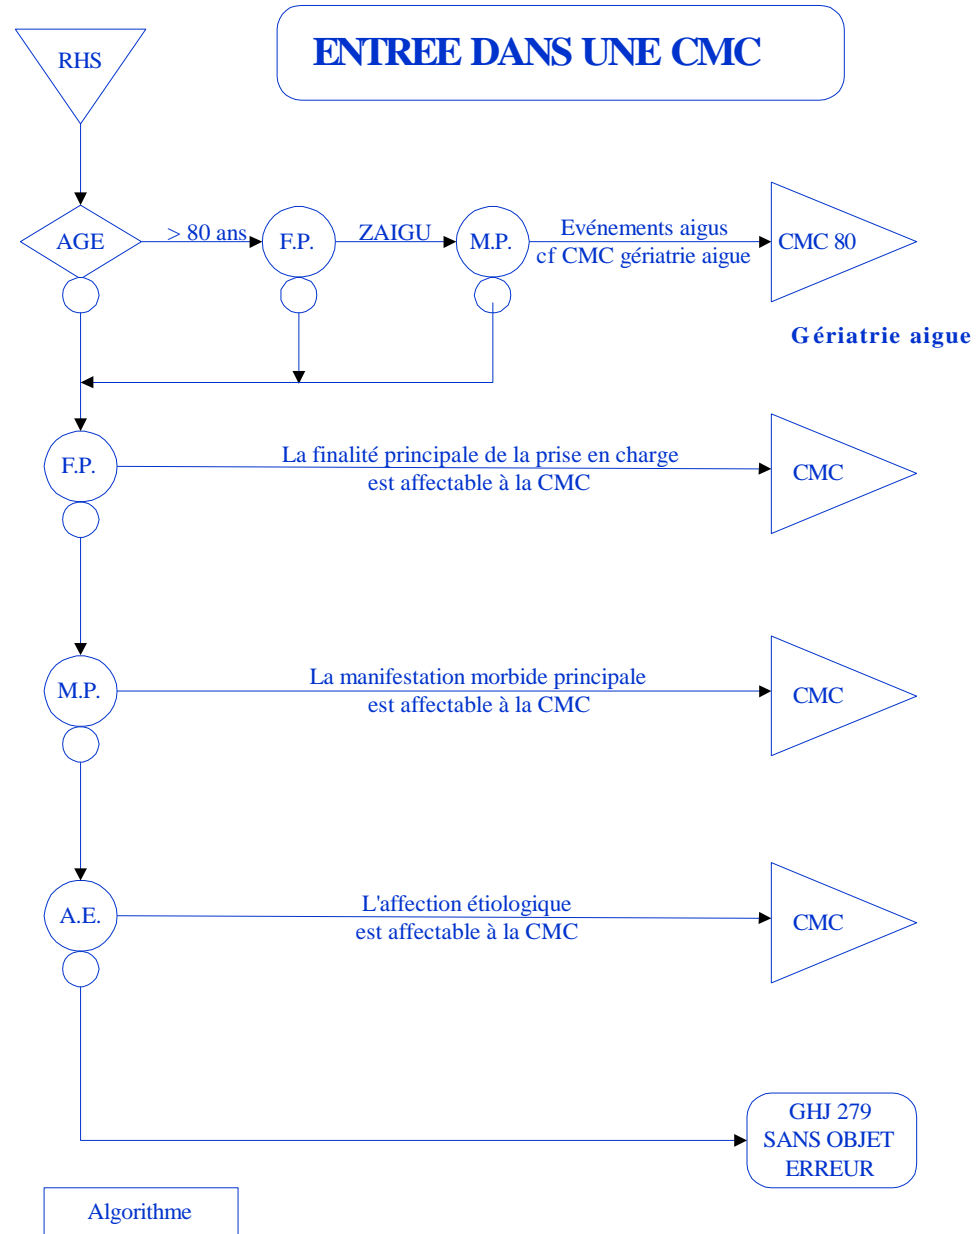 RHS
ENTREE DANS UNE CMC
AGE
> 80 ans
F.P.
ZAIGU
M.P.
Evénements aigus
cf CMC gériatrie aigue
CMC 80
Gériatrie aigue
F.P.
La finalité principale de la prise en charge
est affectable à la CMC
CMC
M.P.
La manifestation morbide principale
est affectable à la CMC
CMC
A.E.
L'affection étiologique
est affectable à la CMC
CMC
GHJ 279
SANS OBJET
ERREUR
Algorithme